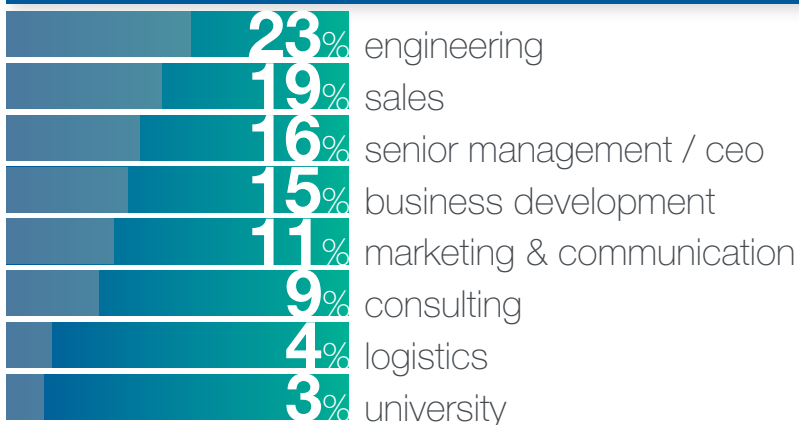 23% engineering
19% sales
16% senior management / ceo
15% business development
11% marketing & communication
9% consulting
4% logistics
3% university